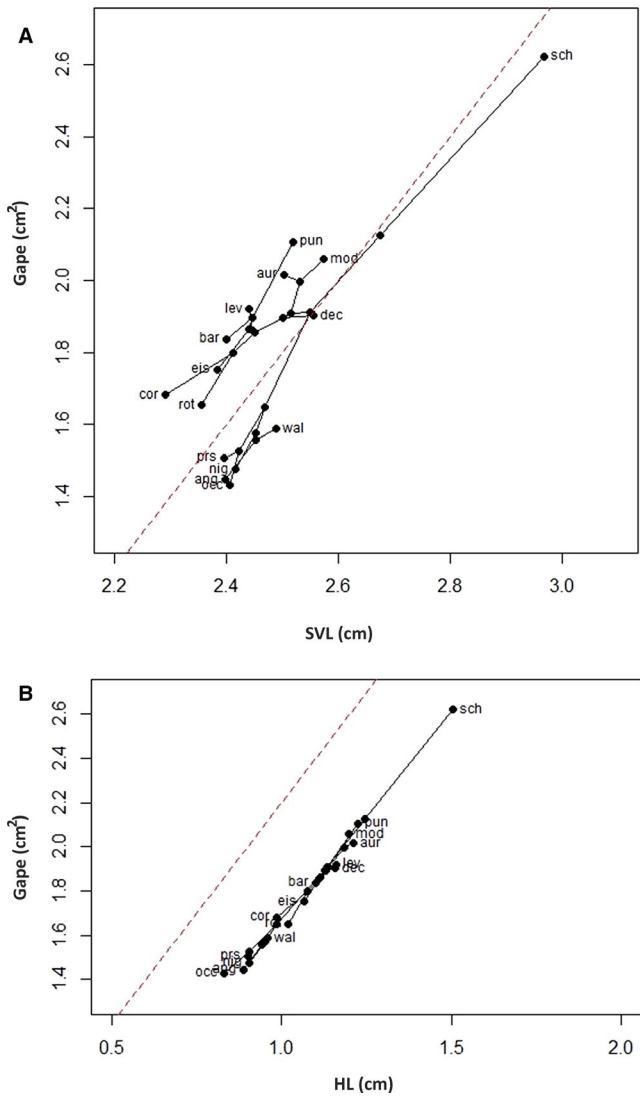 A
Gape (cm²)
2.6
2.4
2.2
2.0
1.8
1.6
1.4
sch
pun
mod
aur
lev
dec
bar
eis
cor
rot
wal
prs
nig
ang
oec
2.2
2.4
2.6
2.8
3.0
SVL (cm)
B
Gape (cm²)
2.6
2.4
2.2
2.0
1.8
1.6
1.4
sch
pun
mod
aur
lev
dec
bar
eis
cor
wal
prs
nig
ang
occ
0.5
1.0
1.5
2.0
HL (cm)